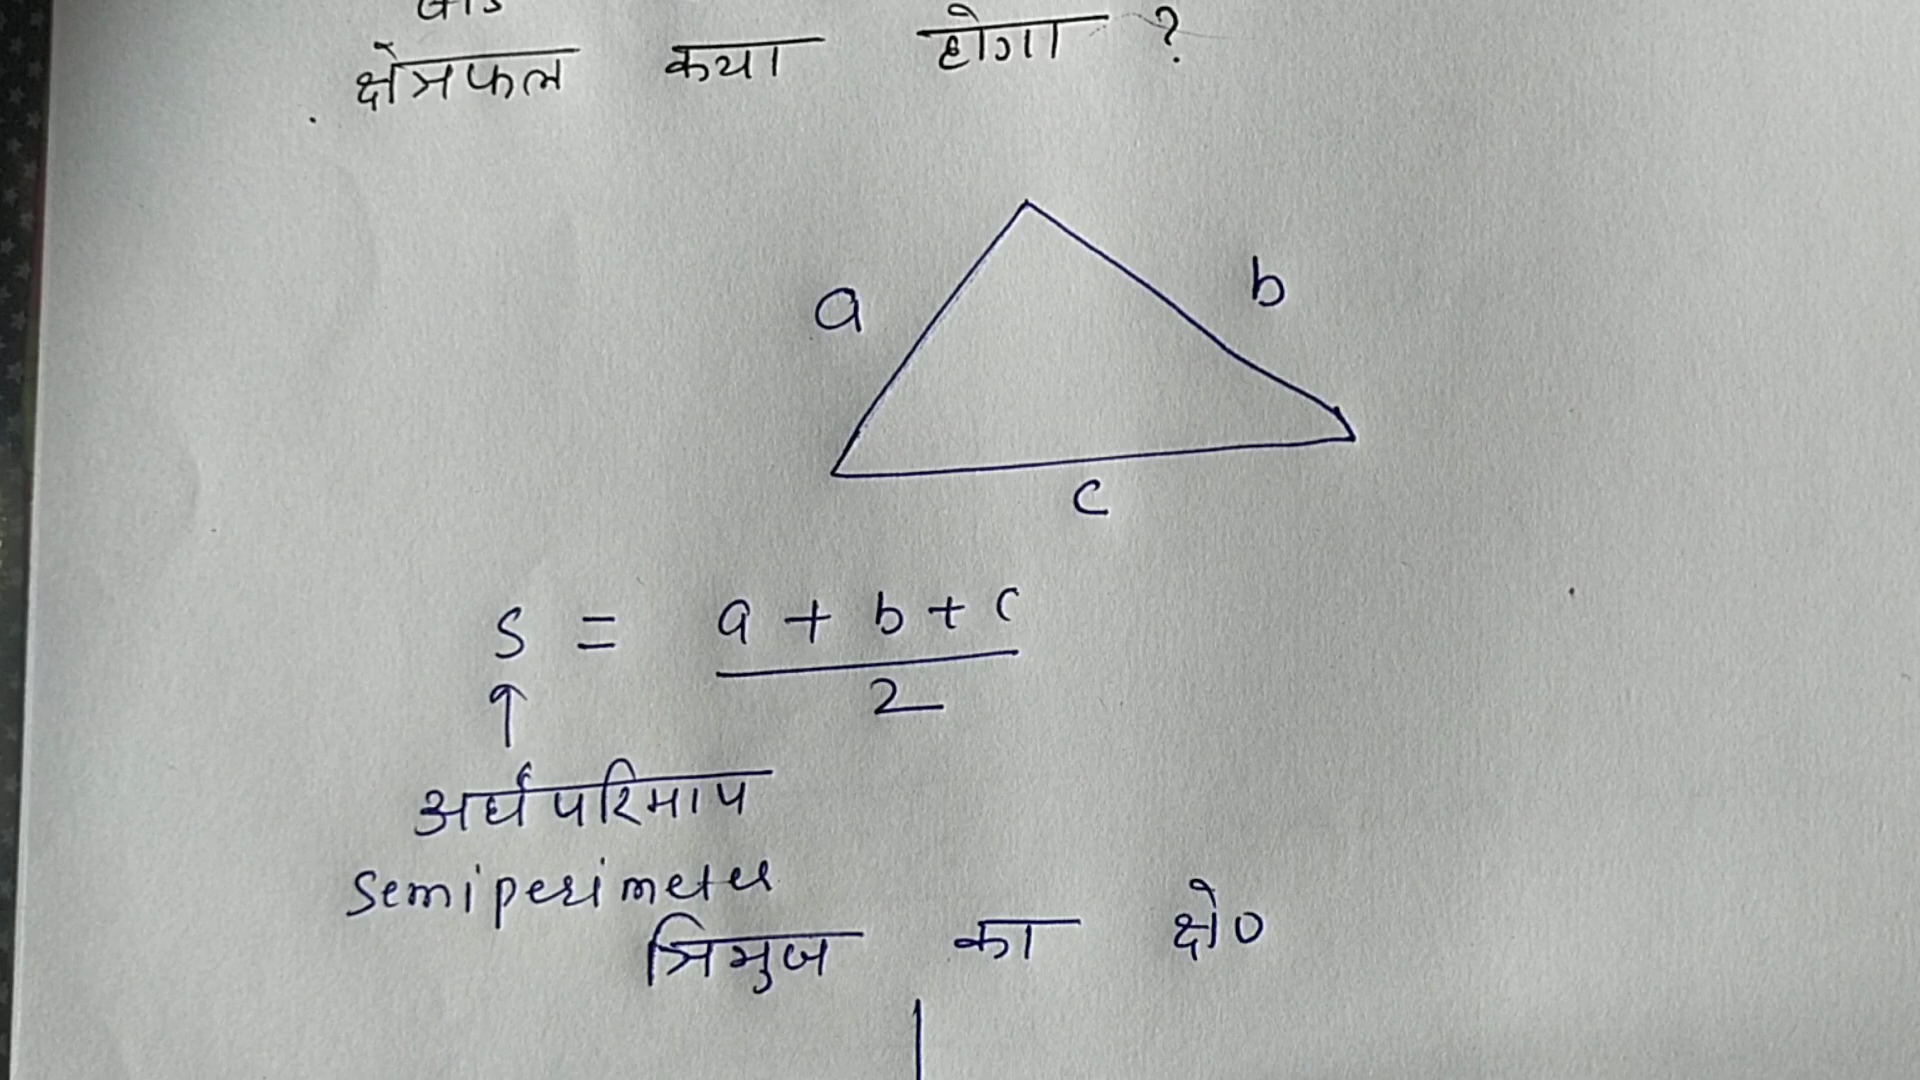 क्षेत्रफल क्या होगा ?
a
b
c
S = a + b + c
2
↑
अर्धपरिमाप
Semiperimeter
त्रिभुज का क्षे०